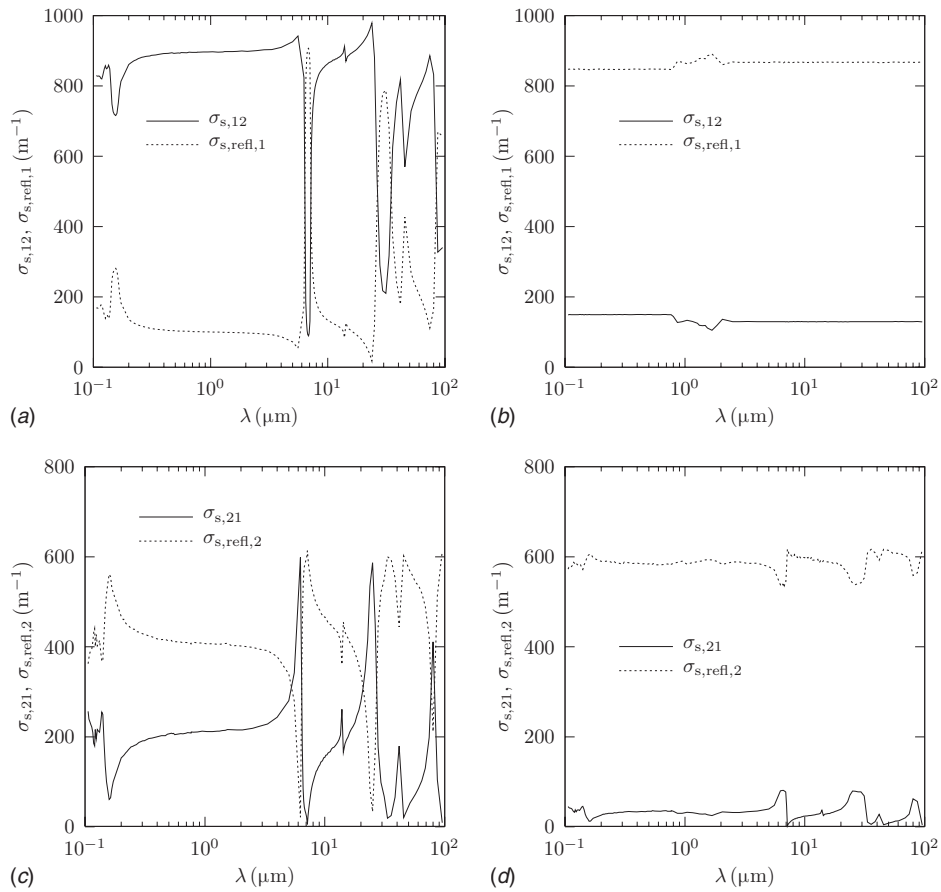 1000
800
600
400
200
0
σs,12, σs,refl,1 (m⁻¹)
σs,12
σs,refl,1
10⁻¹ 10⁰ 10¹ 10²
λ (μm)
(a)
1000
800
600
400
200
0
σs,12, σs,refl,1 (m⁻¹)
σs,12
σs,refl,1
10⁻¹ 10⁰ 10¹ 10²
λ (μm)
(b)
800
600
400
200
0
σs,21, σs,refl,2 (m⁻¹)
σs,21
σs,refl,2
10⁻¹ 10⁰ 10¹ 10²
λ (μm)
(c)
800
600
400
200
0
σs,21, σs,refl,2 (m⁻¹)
σs,21
σs,refl,2
10⁻¹ 10⁰ 10¹ 10²
λ (μm)
(d)